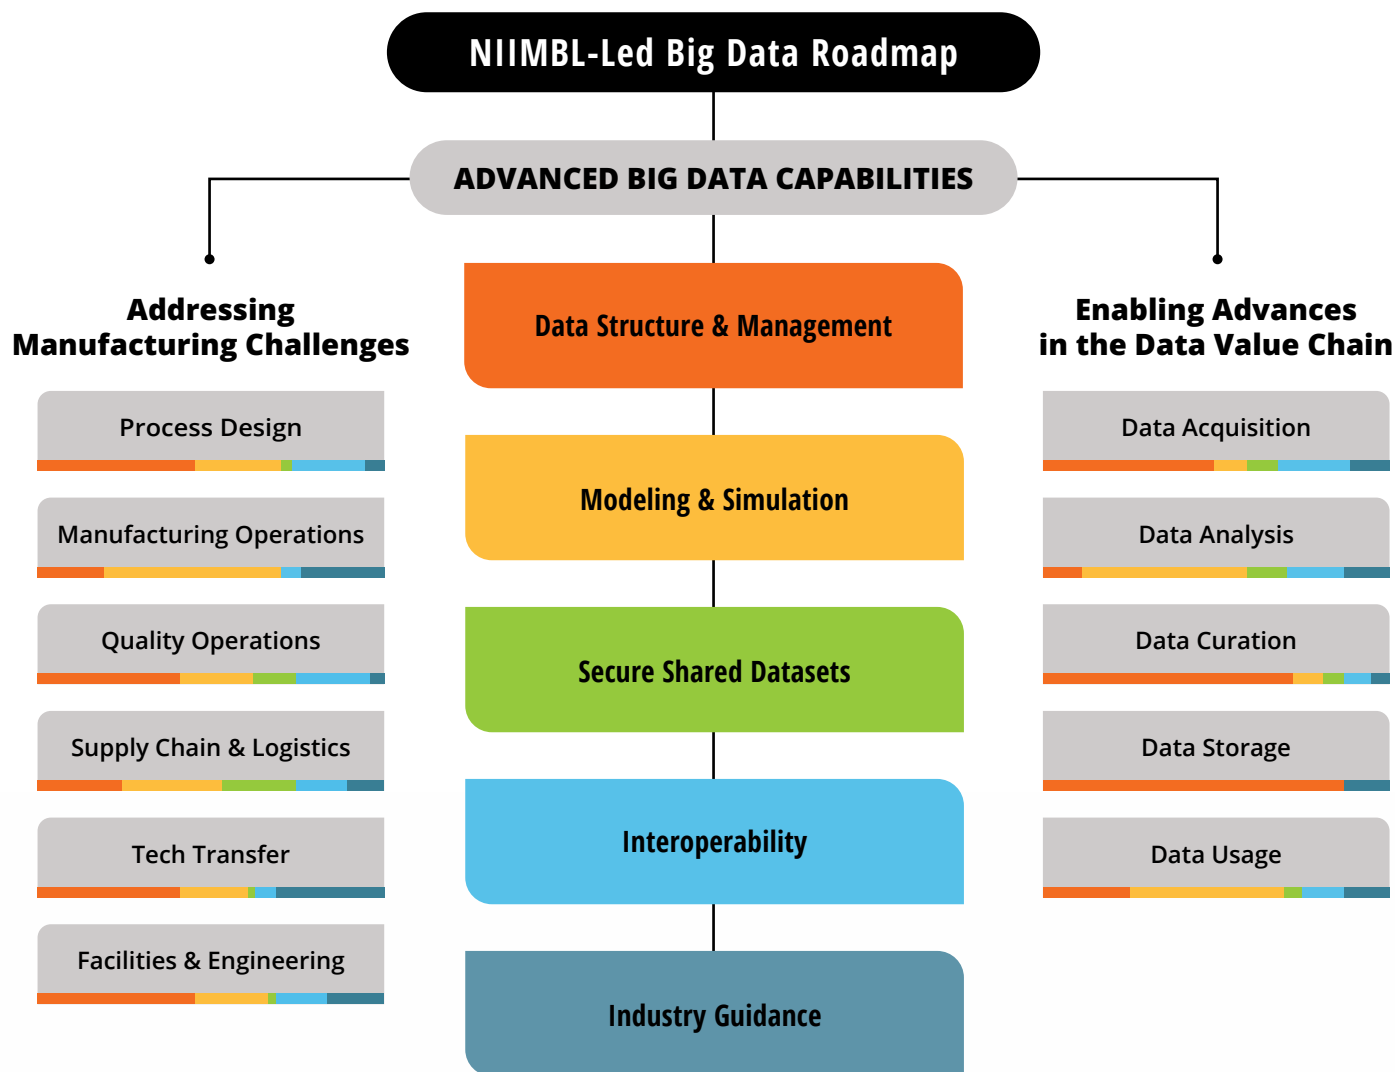 NIIMBL-Led Big Data Roadmap
ADVANCED BIG DATA CAPABILITIES
Addressing
Manufacturing Challenges
Process Design
Manufacturing Operations
Quality Operations
Supply Chain & Logistics
Tech Transfer
Facilities & Engineering
Data Structure & Management
Modeling & Simulation
Secure Shared Datasets
Interoperability
Industry Guidance
Enabling Advances
in the Data Value Chain
Data Acquisition
Data Analysis
Data Curation
Data Storage
Data Usage